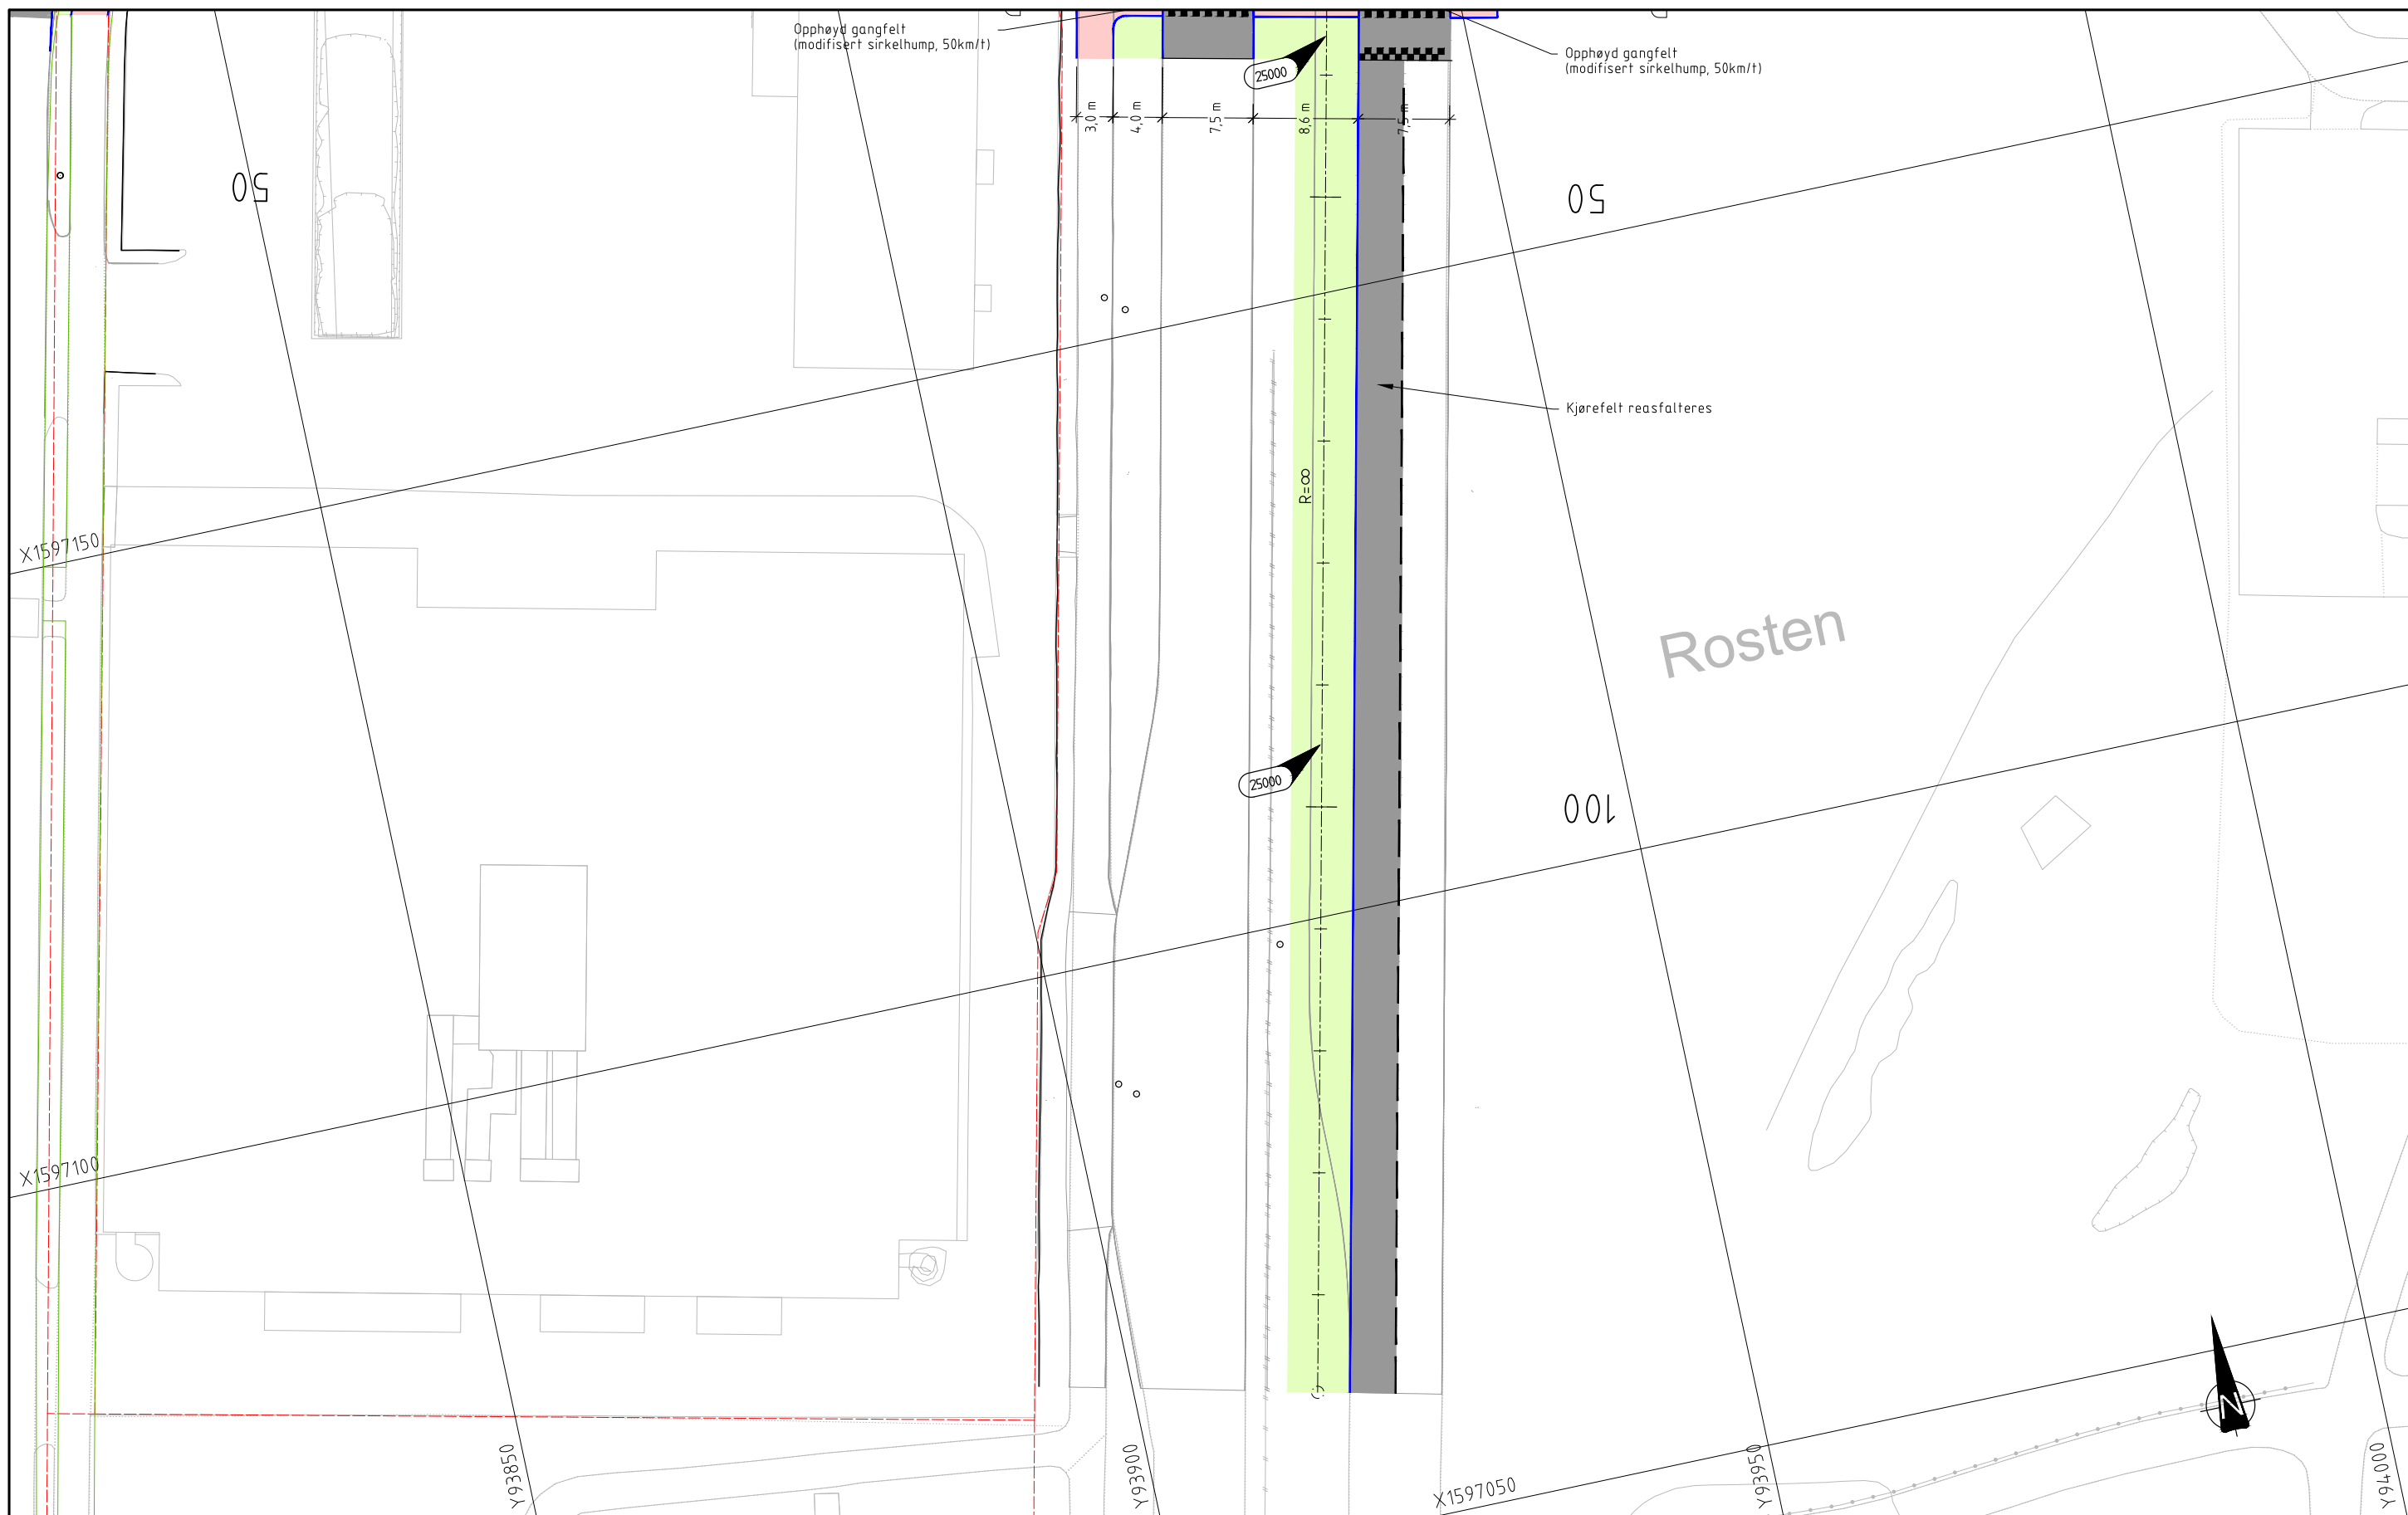 Opphøyd gangfelt
(modifisert sirkelhump, 50km/t)
Opphøyd gangfelt
(modifisert sirkelhump, 50km/t)
25000
3,0 m
4,0 m
7,5 m
8,6 m
7,5 m
50
50
Kjørefelt reasfalteres
R=∞
X1597150
Rosten
25000
100
X1597100
N
Y93850
Y93900
X1597050
Y93950
Y94000